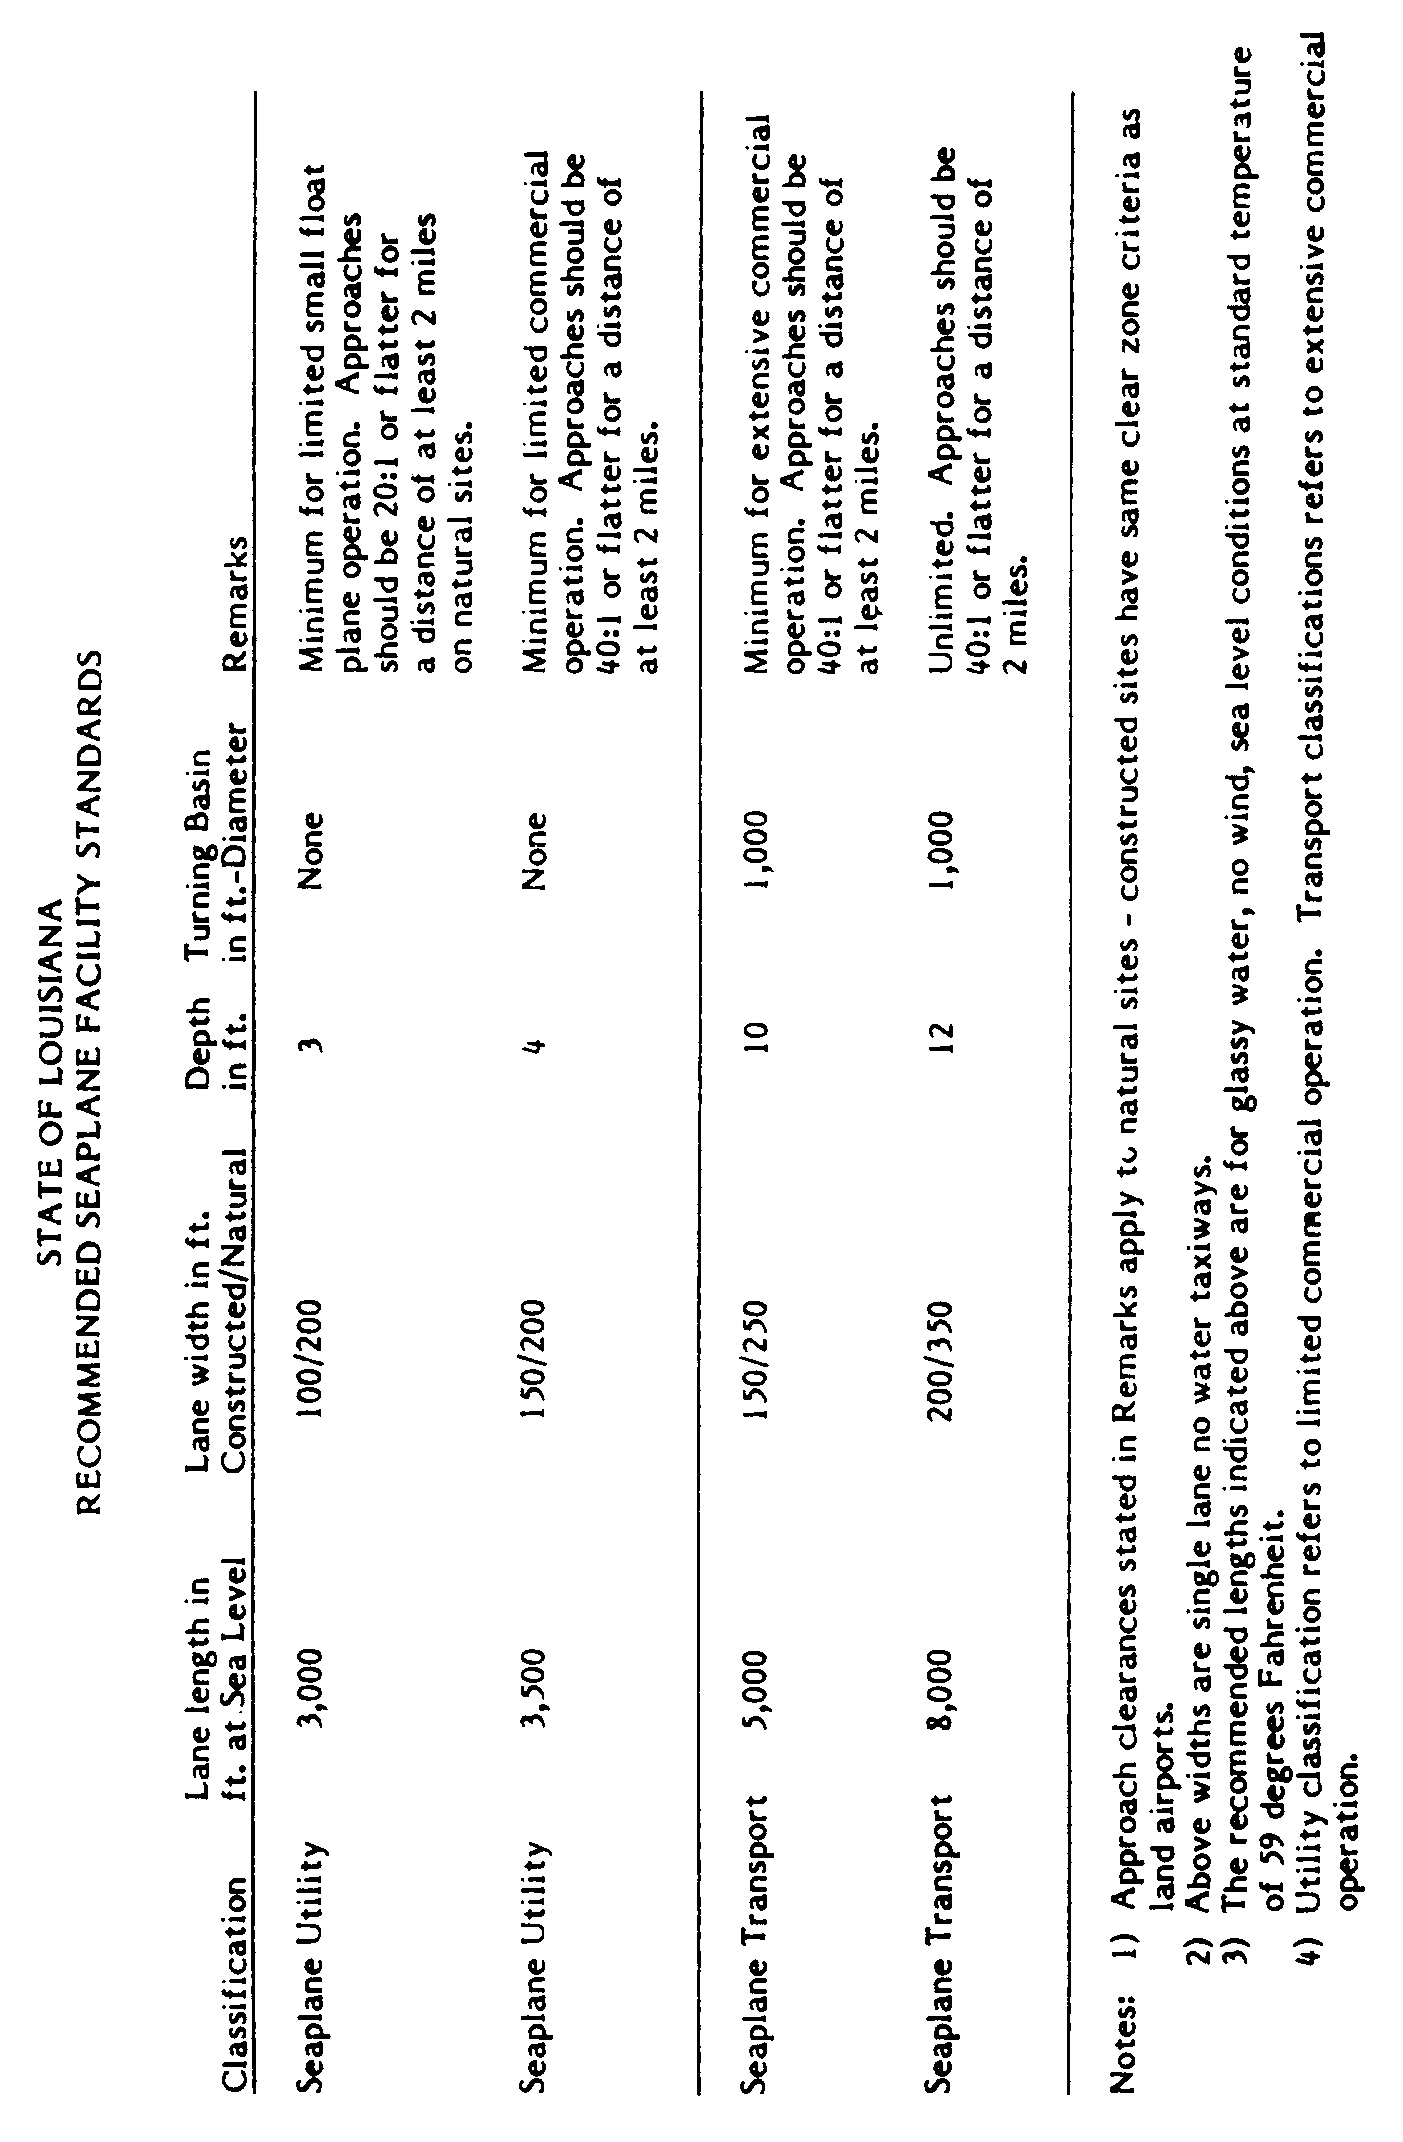 STATE OF LOUISIANA
RECOMMENDED SEAPLANE FACILITY STANDARDS
Lane length in Lane width in ft. Depth Turning Basin
Classification ft. at Sea Level Constructed/Natural in ft. in ft.-Diameter Remarks
Seaplane Utility 3,000 100/200 3 None Minimum for limited small float
plane operation. Approaches
should be 20:1 or flatter for
a distance of at least 2 miles
on natural sites.
Seaplane Utility 3,500 150/200 4 None Minimum for limited commercial
operation. Approaches should be
40:1 or flatter for a distance of
at least 2 miles.
Seaplane Transport 5,000 150/250 10 1,000 Minimum for extensive commercial
operation. Approaches should be
40:1 or flatter for a distance of
at least 2 miles.
Seaplane Transport 8,000 200/350 12 1,000 Unlimited. Approaches should be
40:1 or flatter for a distance of
2 miles.
Notes: 1) Approach clearances stated in Remarks apply to natural sites - constructed sites have same clear zone criteria as
land airports.
2) Above widths are single lane no water taxiways.
3) The recommended lengths indicated above are for glassy water, no wind, sea level conditions at standard temperature
of 59 degrees Fahrenheit.
4) Utility classification refers to limited commercial operation. Transport classifications refers to extensive commercial
operation.